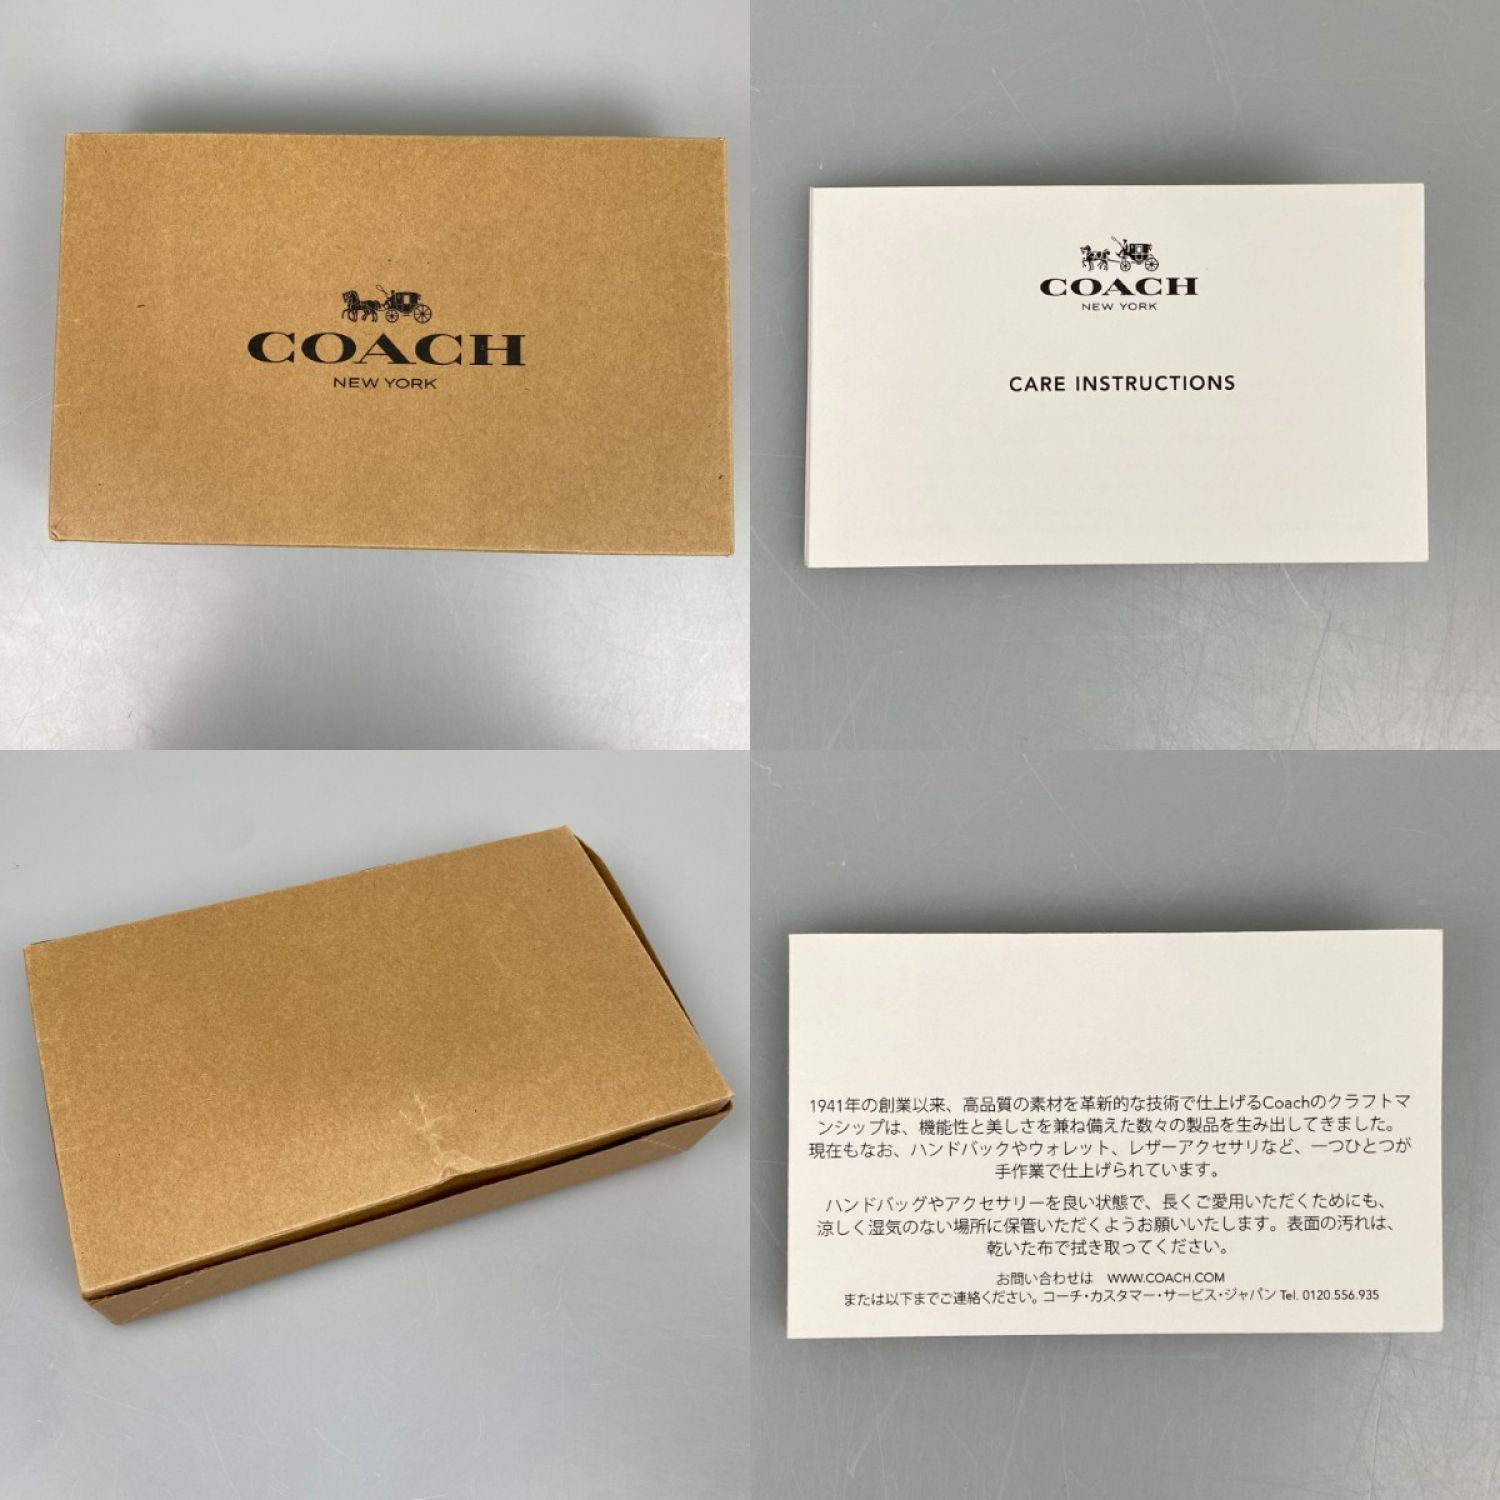 COACH
NEW YORK
COACH
NEW YORK
CARE INSTRUCTIONS
1941年の創業以来、高品質の素材を革新的な技術で仕上げるCoachのクラフトマ
ンシップは、機能性と美しさを兼ね備えた数々の製品を生み出してきました。
現在もなお、ハンドバックやウォレット、レザーアクセサリなど、一つひとつが
手作業で仕上げられています。
ハンドバッグやアクセサリーを良い状態で、長くご愛用いただくためにも、
涼しく湿気のない場所に保管いただくようお願いいたします。表面の汚れは、
乾いた布で拭き取ってください。
お問い合わせは WWW.COACH.COM
または以下までご連絡ください。コーチ・カスタマー・サービス・ジャパン Tel. 0120.556.935